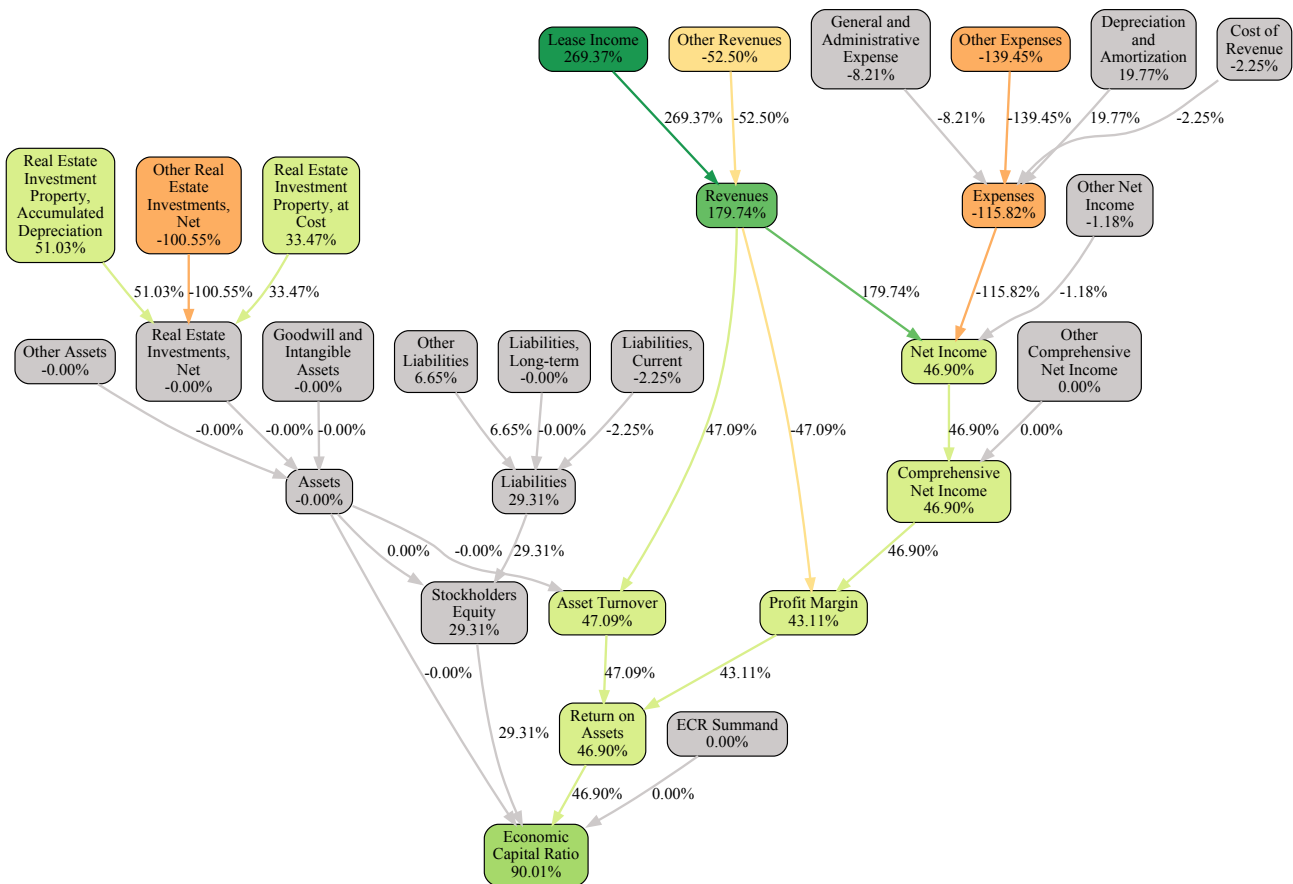 Lease Income
269.37%
Other Revenues
-52.50%
General and
Administrative
Expense
-8.21%
Other Expenses
-139.45%
Depreciation
and
Amortization
19.77%
Cost of
Revenue
-2.25%
269.37%
-52.50%
-8.21%
-139.45%
19.77%
-2.25%
Real Estate
Investment
Property,
Accumulated
Depreciation
51.03%
Other Real
Estate
Investments,
Net
-100.55%
Real Estate
Investment
Property, at
Cost
33.47%
Revenues
179.74%
Expenses
-115.82%
Other Net
Income
-1.18%
51.03%
-100.55%
33.47%
179.74%
-115.82%
-1.18%
Other Assets
-0.00%
Real Estate
Investments,
Net
-0.00%
Goodwill and
Intangible
Assets
-0.00%
Other
Liabilities
6.65%
Liabilities,
Long-term
-0.00%
Liabilities,
Current
-2.25%
Net Income
46.90%
Other
Comprehensive
Net Income
0.00%
-0.00%
-0.00%
-0.00%
6.65%
-0.00%
-2.25%
47.09%
-47.09%
46.90%
0.00%
Assets
-0.00%
Liabilities
29.31%
Comprehensive
Net Income
46.90%
0.00%
-0.00%
29.31%
46.90%
Stockholders
Equity
29.31%
Asset Turnover
47.09%
Profit Margin
43.11%
-0.00%
47.09%
43.11%
Return on
Assets
46.90%
ECR Summand
0.00%
29.31%
46.90%
0.00%
Economic
Capital Ratio
90.01%